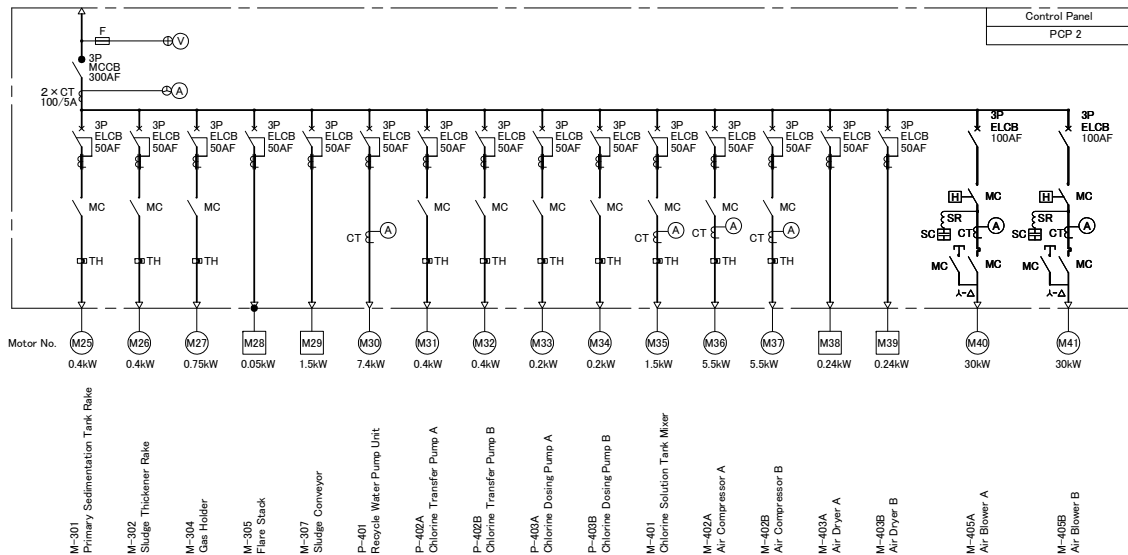 Control Panel
PCP 2
F
V
3P
MCCB
300AF
2×CT
100/5A
A
3P
ELCB
50AF
3P
ELCB
50AF
3P
ELCB
50AF
3P
ELCB
50AF
3P
ELCB
50AF
3P
ELCB
50AF
3P
ELCB
50AF
3P
ELCB
50AF
3P
ELCB
50AF
3P
ELCB
50AF
3P
ELCB
50AF
3P
ELCB
50AF
3P
ELCB
50AF
3P
ELCB
50AF
3P
ELCB
50AF
3P
ELCB
100AF
3P
ELCB
100AF
MC
MC
MC
MC
MC
MC
MC
MC
MC
MC
CT A
CT A
CT A
CT A
TH
TH
TH
TH
TH
TH
TH
TH
TH
TH
H MC
SR
SC CT A
MC MC
人-Δ
H MC
SR
SC CT A
MC MC
人-Δ
Motor No. M25 M26 M27 M28 M29 M30 M31 M32 M33 M34 M35 M36 M37 M38 M39 M40 M41
0.4kW 0.4kW 0.75kW 0.05kW 1.5kW 7.4kW 0.4kW 0.4kW 0.2kW 0.2kW 1.5kW 5.5kW 5.5kW 0.24kW 0.24kW 30kW 30kW
M-301
Primary Sedimentation Tank Rake
M-302
Sludge Thickener Rake
M-304
Gas Holder
M-305
Flare Stack
M-307
Sludge Conveyor
P-401
Recycle Water Pump Unit
P-402A
Chlorine Transfer Pump A
P-402B
Chlorine Transfer Pump B
P-403A
Chlorine Dosing Pump A
P-403B
Chlorine Dosing Pump B
M-401
Chlorine Solution Tank Mixer
M-402A
Air Compressor A
M-402B
Air Compressor B
M-403A
Air Dryer A
M-403B
Air Dryer B
M-405A
Air Blower A
M-405B
Air Blower B